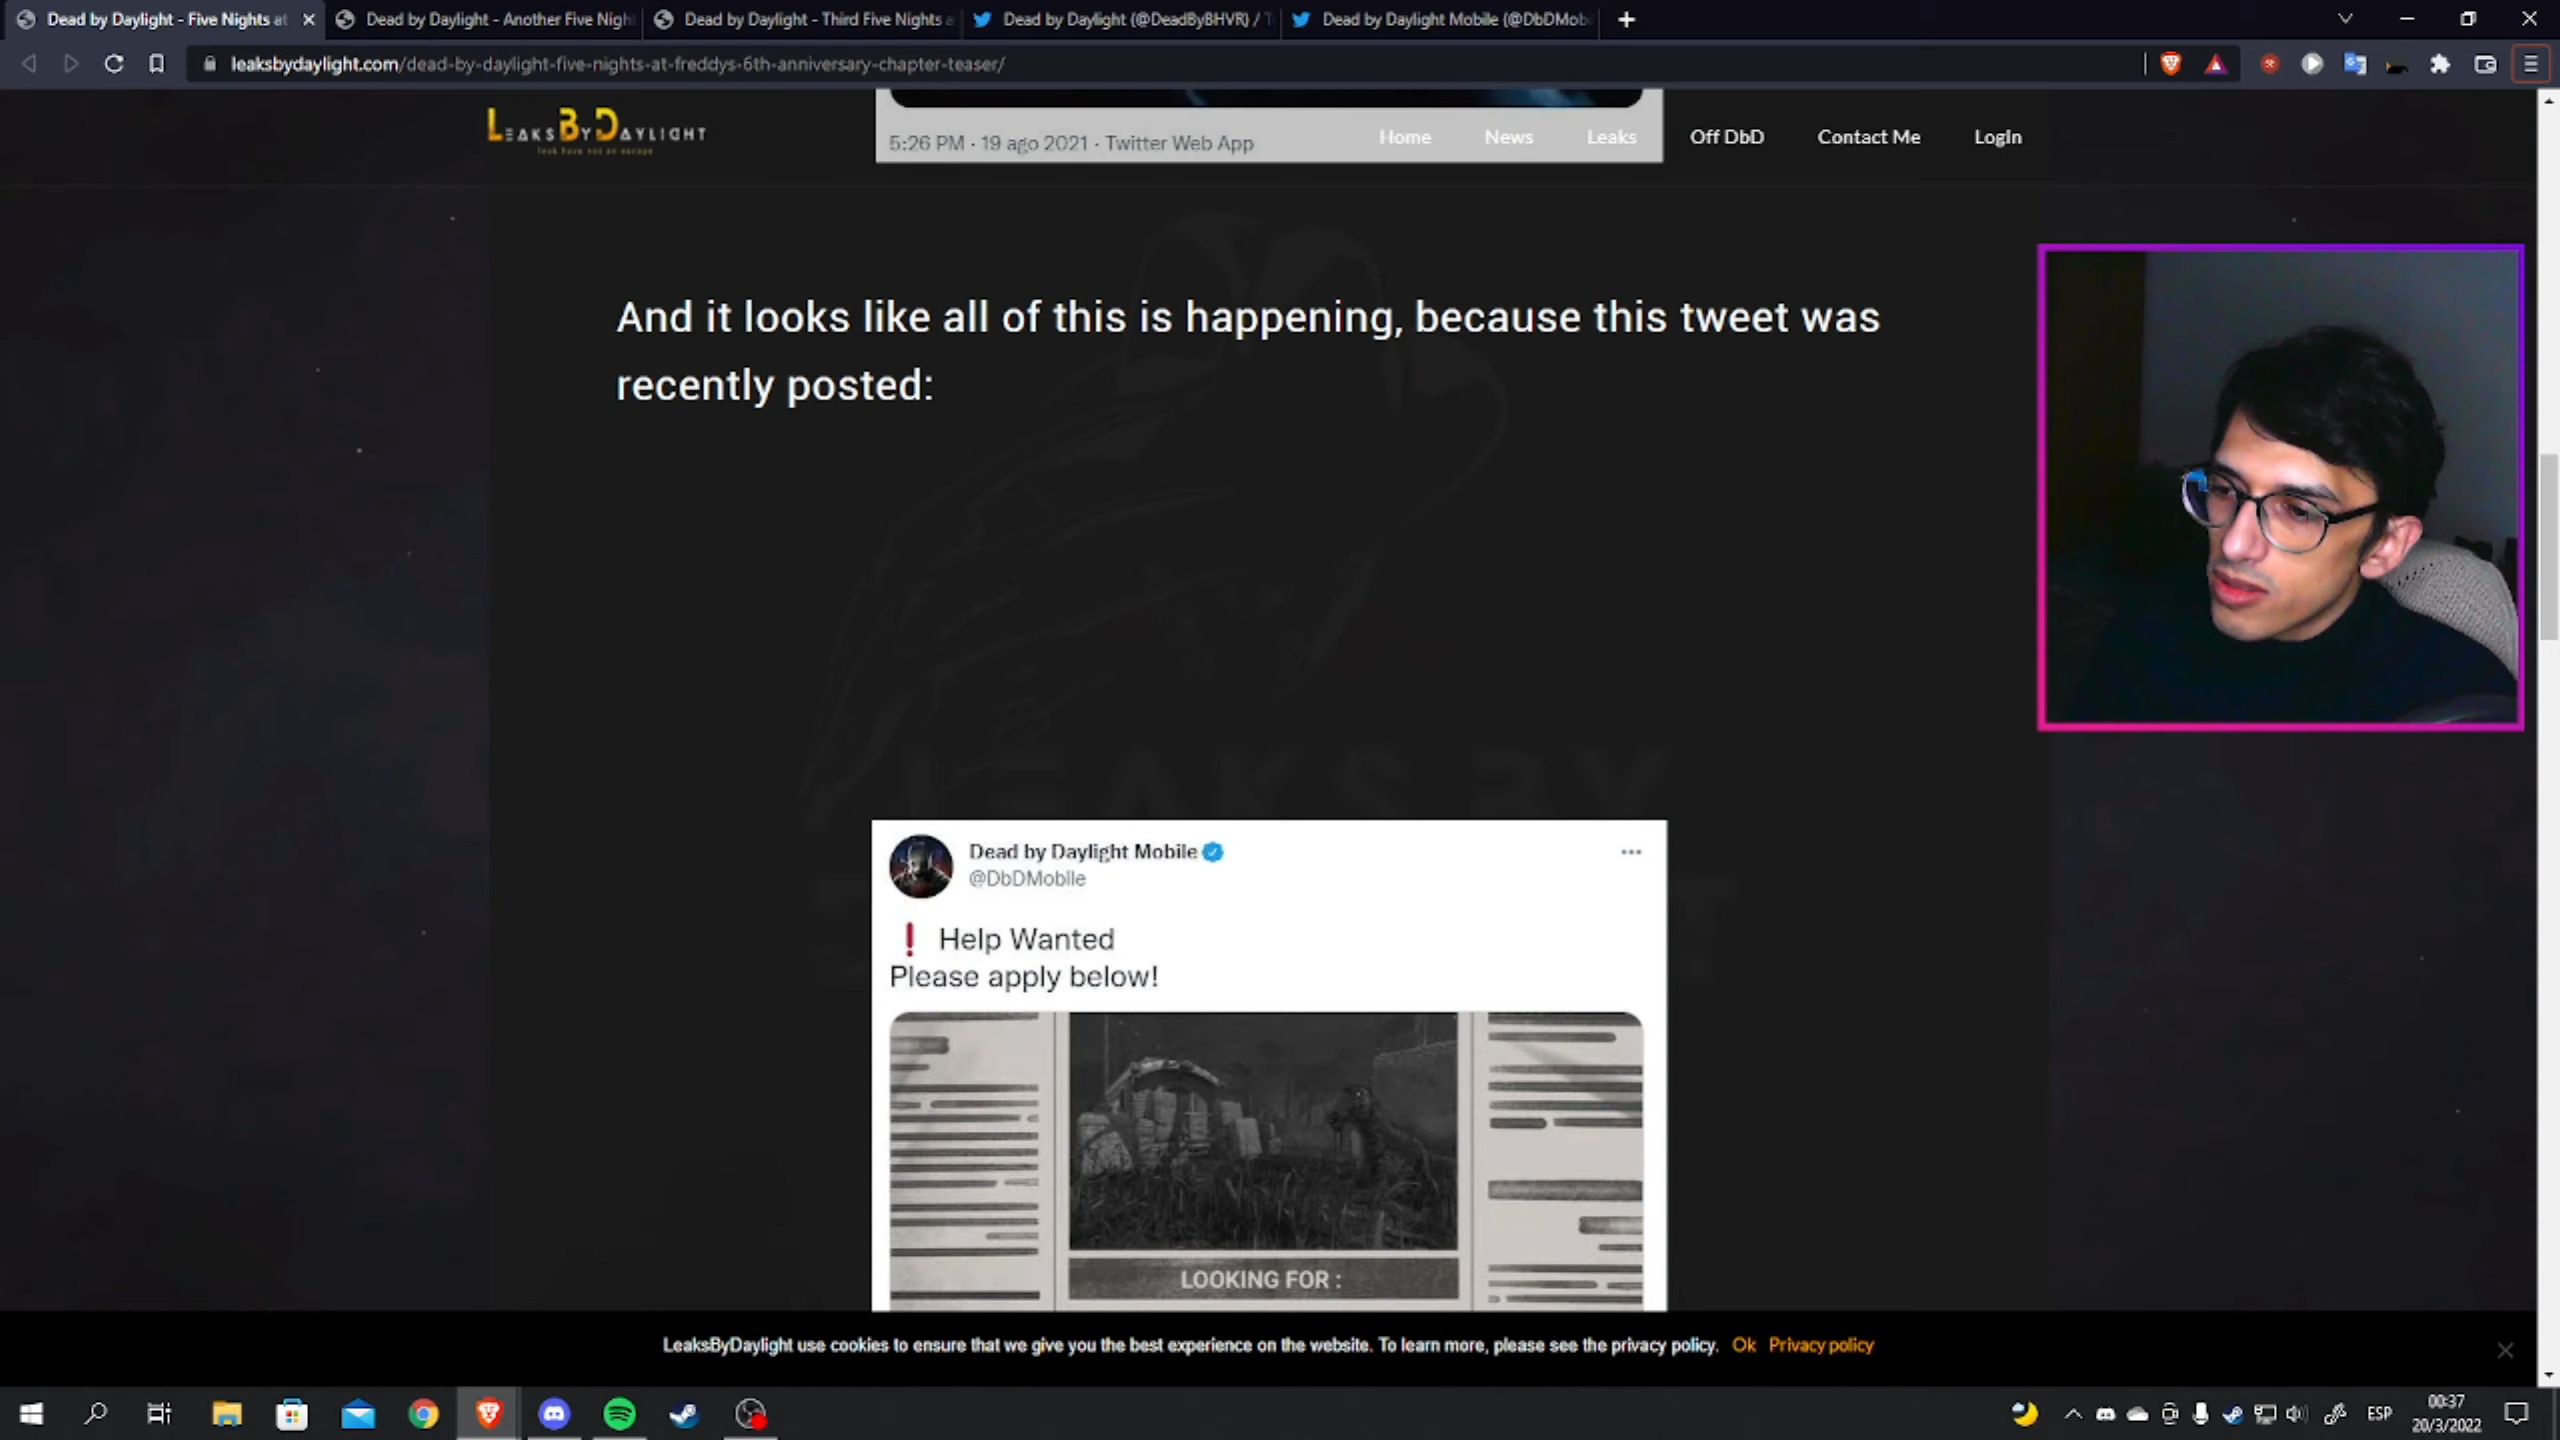 Dead by Daylight - Five Nights at
Dead by Daylight - Another Five Nigh
Dead by Daylight - Third Five Nights a
Dead by Daylight (@DeadByBHVR) / T
Dead by Daylight Mobile (@DbDMob
leaksbydaylight.com/dead-by-daylight-five-nights-at-freddys-6th-anniversary-chapter-teaser/
LEAKS BY DAYLIGHT
5:26 PM · 19 ago 2021 · Twitter Web App
Home
News
Leaks
Off DbD
Contact Me
Login
And it looks like all of this is happening, because this tweet was
recently posted:
LEAKS BY
Dead by Daylight Mobile
@DbDMobile
❗ Help Wanted
Please apply below!
LOOKING FOR :
LeaksByDaylight use cookies to ensure that we give you the best experience on the website. To learn more, please see the privacy policy. Ok Privacy policy
ESP
00:37
20/3/2022